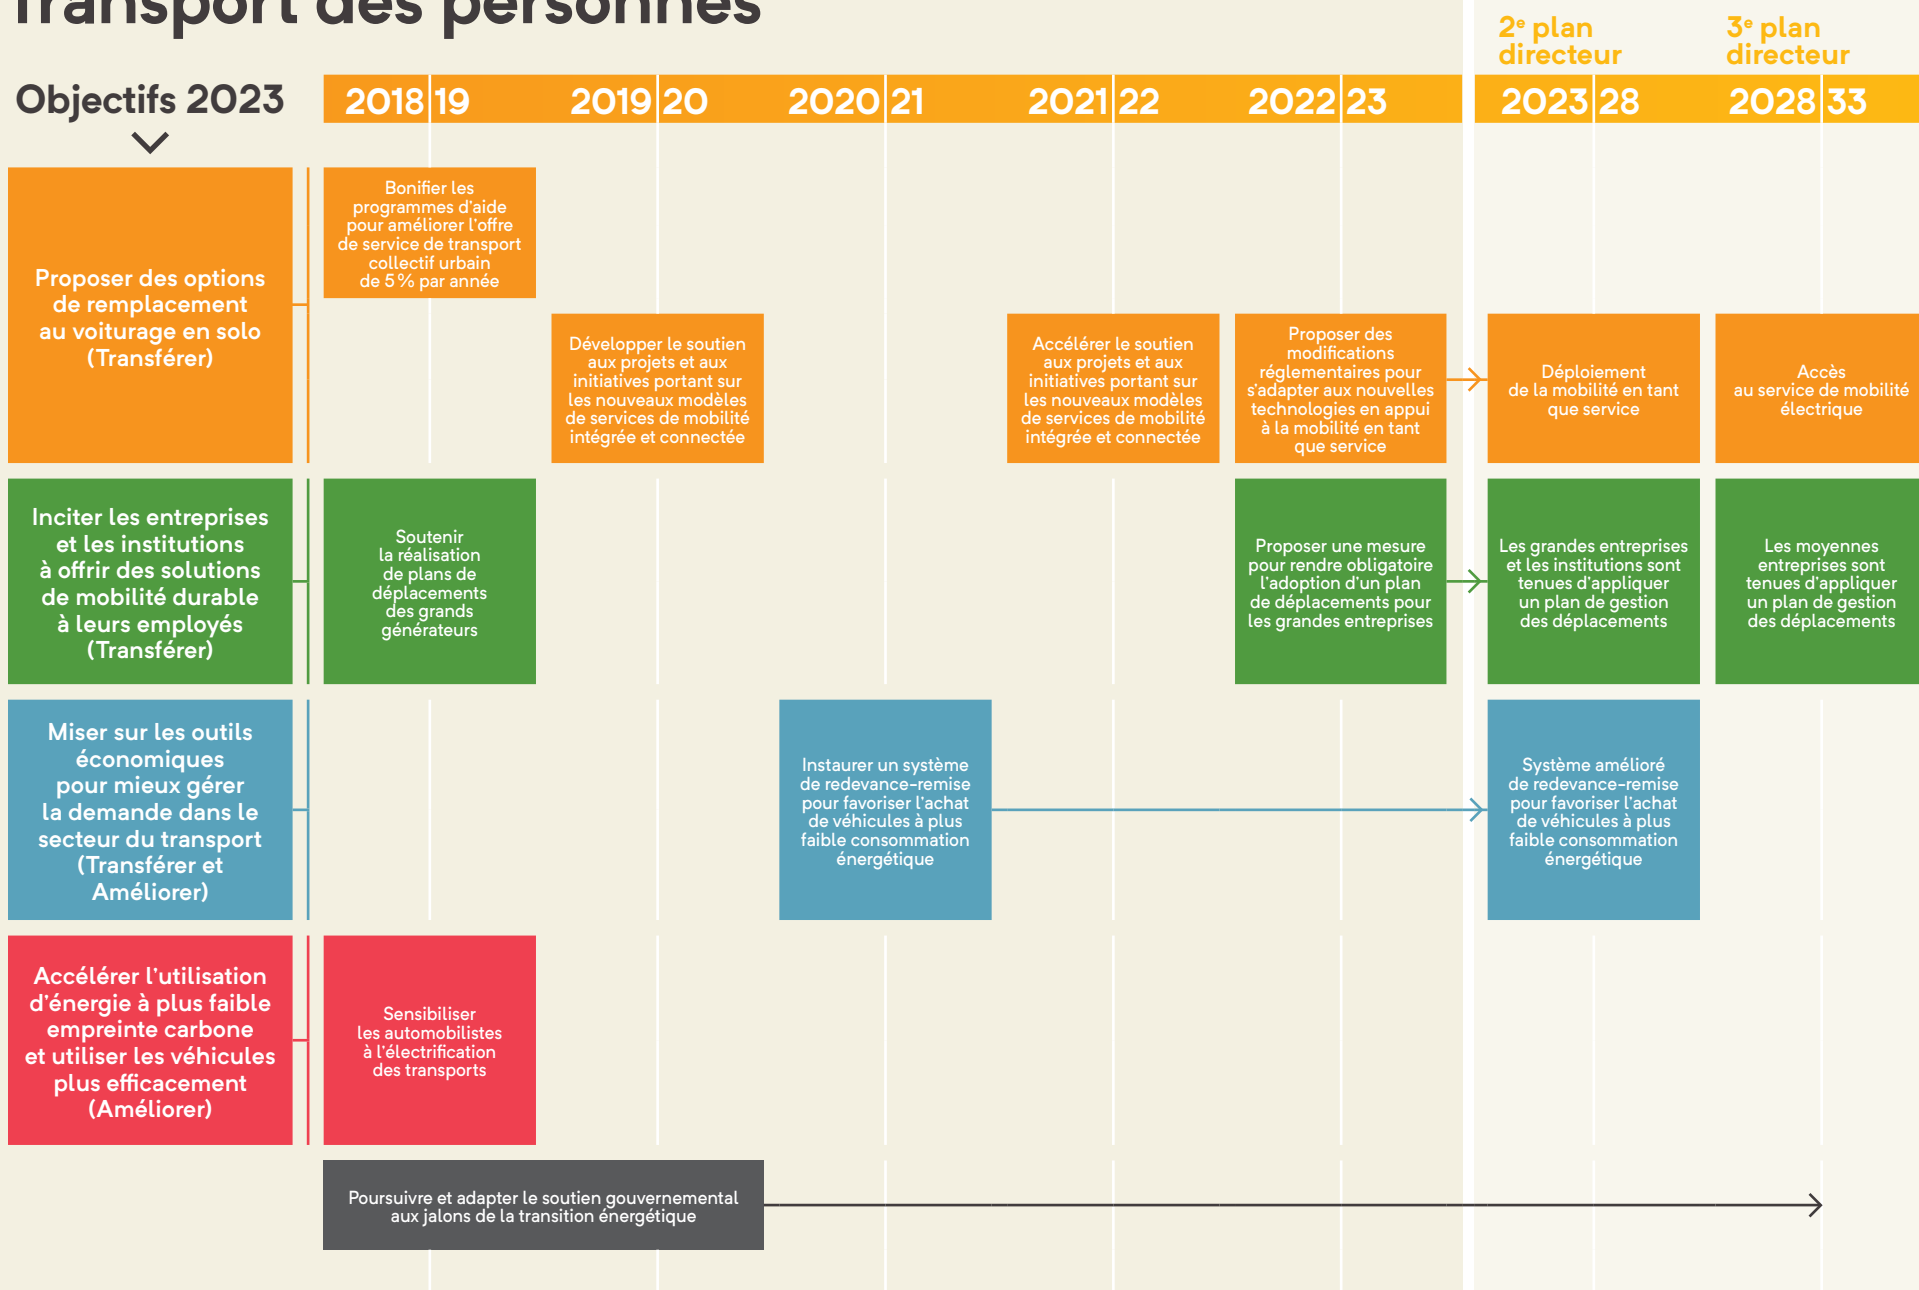 Transport des personnes
2e plan
directeur
3e plan
directeur
Objectifs 2023
2018 19
2019 20
2020 21
2021 22
2022 23
2023 28
2028 33
Proposer des options
de remplacement
au voiturage en solo
(Transférer)
Bonifier les
programmes d'aide
pour améliorer l'offre
de service de transport
collectif urbain
de 5 % par année
Développer le soutien
aux projets et aux
initiatives portant sur
les nouveaux modèles
de services de mobilité
intégrée et connectée
Accélérer le soutien
aux projets et aux
initiatives portant sur
les nouveaux modèles
de services de mobilité
intégrée et connectée
Proposer des
modifications
réglementaires pour
s'adapter aux nouvelles
technologies en appui
à la mobilité en tant
que service
Déploiement
de la mobilité en tant
que service
Accès
au service de mobilité
électrique
Inciter les entreprises
et les institutions
à offrir des solutions
de mobilité durable
à leurs employés
(Transférer)
Soutenir
la réalisation
de plans de
déplacements
des grands
générateurs
Proposer une mesure
pour rendre obligatoire
l'adoption d'un plan
de déplacements pour
les grandes entreprises
Les grandes entreprises
et les institutions sont
tenues d'appliquer
un plan de gestion
des déplacements
Les moyennes
entreprises sont
tenues d'appliquer
un plan de gestion
des déplacements
Miser sur les outils
économiques
pour mieux gérer
la demande dans le
secteur du transport
(Transférer et
Améliorer)
Instaurer un système
de redevance-remise
pour favoriser l'achat
de véhicules à plus
faible consommation
énergétique
Système amélioré
de redevance-remise
pour favoriser l'achat
de véhicules à plus
faible consommation
énergétique
Accélérer l'utilisation
d'énergie à plus faible
empreinte carbone
et utiliser les véhicules
plus efficacement
(Améliorer)
Sensibiliser
les automobilistes
à l'électrification
des transports
Poursuivre et adapter le soutien gouvernemental
aux jalons de la transition énergétique